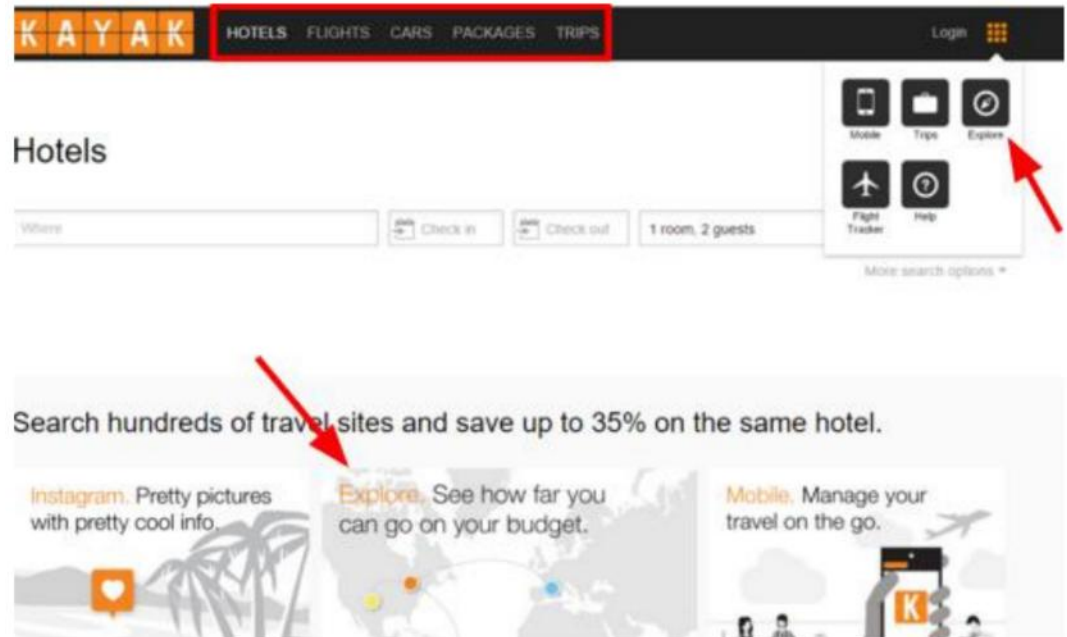 KAYAK HOTELS FLIGHTS CARS PACKAGES TRIPS Login
Mobile Trips Explore
Hotels
Flight Help
Tracker
Where Check in Check out 1 room, 2 guests
More search options
Search hundreds of travel sites and save up to 35% on the same hotel.
Instagram. Pretty pictures
with pretty cool info.
Explore. See how far you
can go on your budget.
Mobile. Manage your
travel on the go.
K